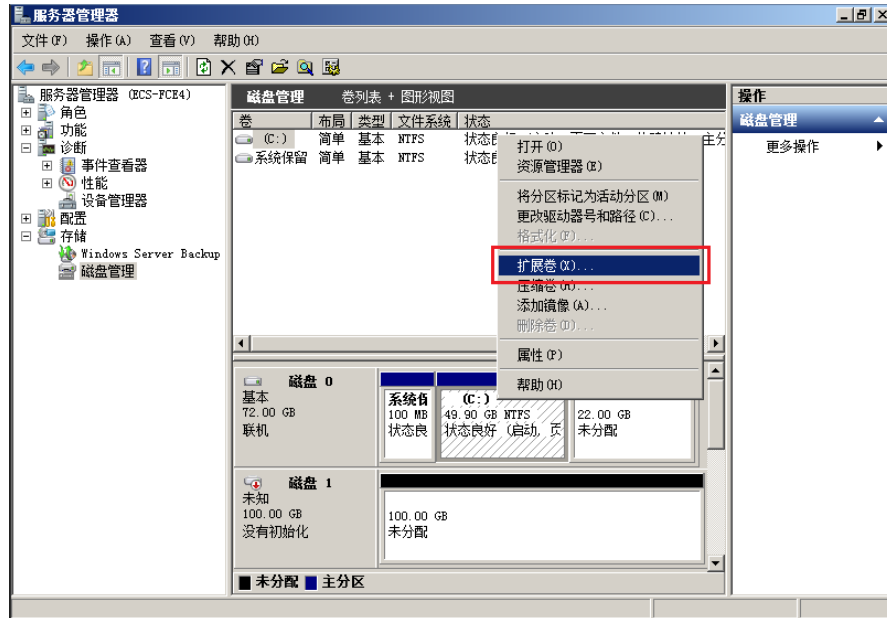 服务器管理器
文件(F) 操作(A) 查看(V) 帮助(H)
服务器管理器 (ECS-FCE4)
角色
功能
诊断
事件查看器
性能
设备管理器
配置
存储
Windows Server Backup
磁盘管理
磁盘管理 卷列表 + 图形视图
卷 布局 类型 文件系统 状态
(C:) 简单 基本 NTFS 状态良 主分
系统保留 简单 基本 NTFS 状态良
打开(O)
资源管理器(E)
将分区标记为活动分区(M)
更改驱动器号和路径(C)...
格式化(F)...
扩展卷(X)...
压缩卷(H)...
添加镜像(A)...
删除卷(D)...
属性(P)
帮助(H)
磁盘 0
基本
72.00 GB
联机
系统保
100 MB
状态良
(C:)
49.90 GB NTFS
状态良好 (启动, 页
22.00 GB
未分配
磁盘 1
未知
100.00 GB
没有初始化
100.00 GB
未分配
未分配 主分区
操作
磁盘管理
更多操作